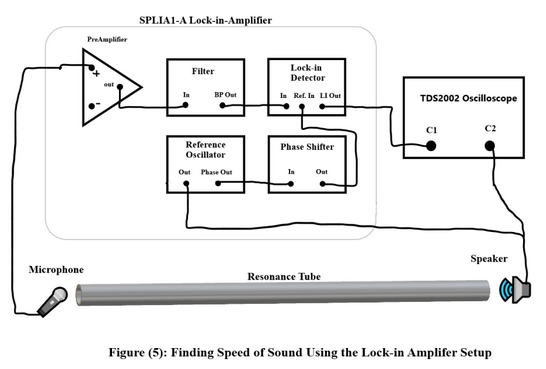 SPLIA1-A Lock-in-Amplifier
PreAmplifier
+
out
-
Filter
In
BP Out
Lock-in
Detector
In
Ref. In
LI Out
TDS2002 Oscilloscope
C1
C2
Reference
Oscillator
Out
Phase Out
Phase Shifter
In
Out
Microphone
Resonance Tube
Speaker
Figure (5): Finding Speed of Sound Using the Lock-in Amplifer Setup